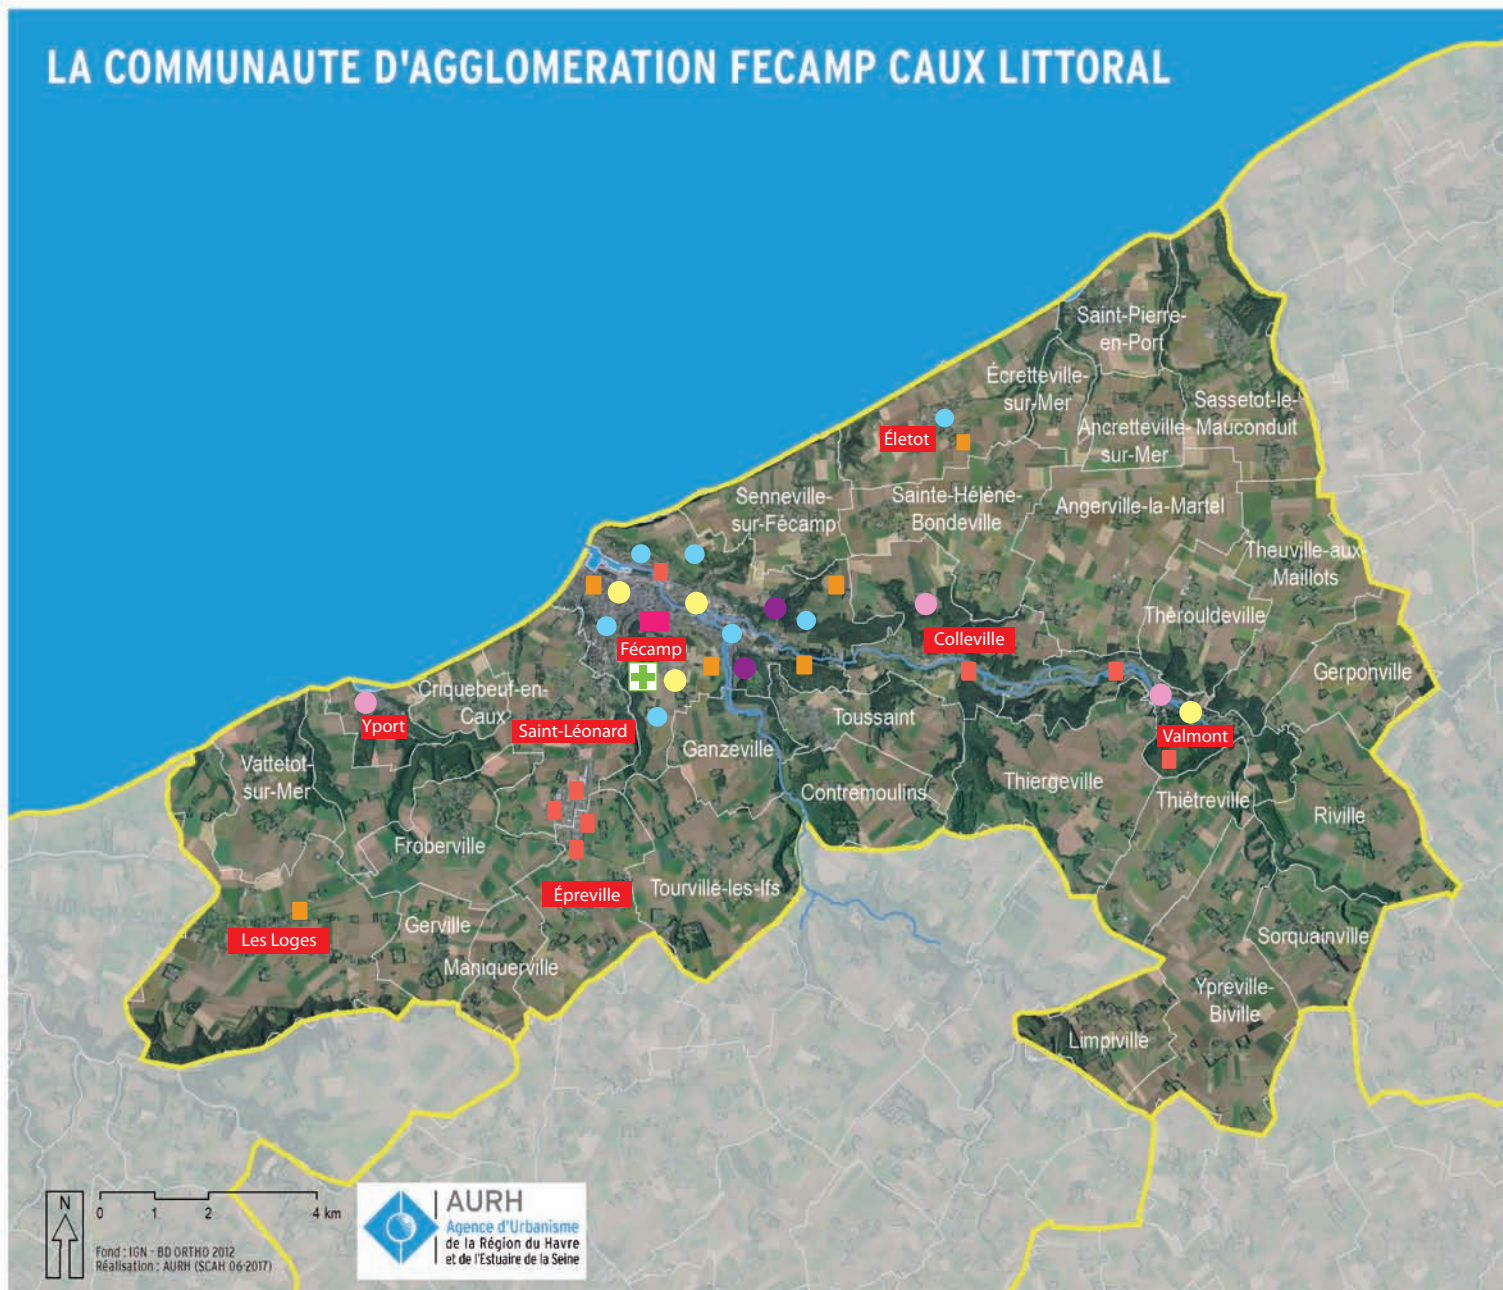 LA COMMUNAUTE D'AGGLOMERATION FECAMP CAUX LITTORAL
Saint-Pierre-
en-Port
Écretteville-
sur-Mer
Sassetot-le-
Mauconduit
Ancretteville-
sur-Mer
Életot
Senneville-
sur-Fécamp
Sainte-Hélène-
Bondeville
Angerville-la-Martel
Theuville-aux-
Maillots
Thérouldeville
Colleville
Fécamp
Gerponville
Criquebeuf-en-
Caux
Yport
Saint-Léonard
Toussaint
Valmont
Ganzeville
Vattetot-
sur-Mer
Contremoulins
Thiergeville
Thiétreville
Riville
Froberville
Épreville
Tourville-les-Ifs
Les Loges
Gerville
Maniquerville
Sorquainville
Ypreville-
Biville
Limpiville
N
0 1 2 4 km
Fond : IGN - BD ORTHO 2012
Réalisation : AURH (SCAH 06-2017)
AURH
Agence d'Urbanisme
de la Région du Havre
et de l'Estuaire de la Seine